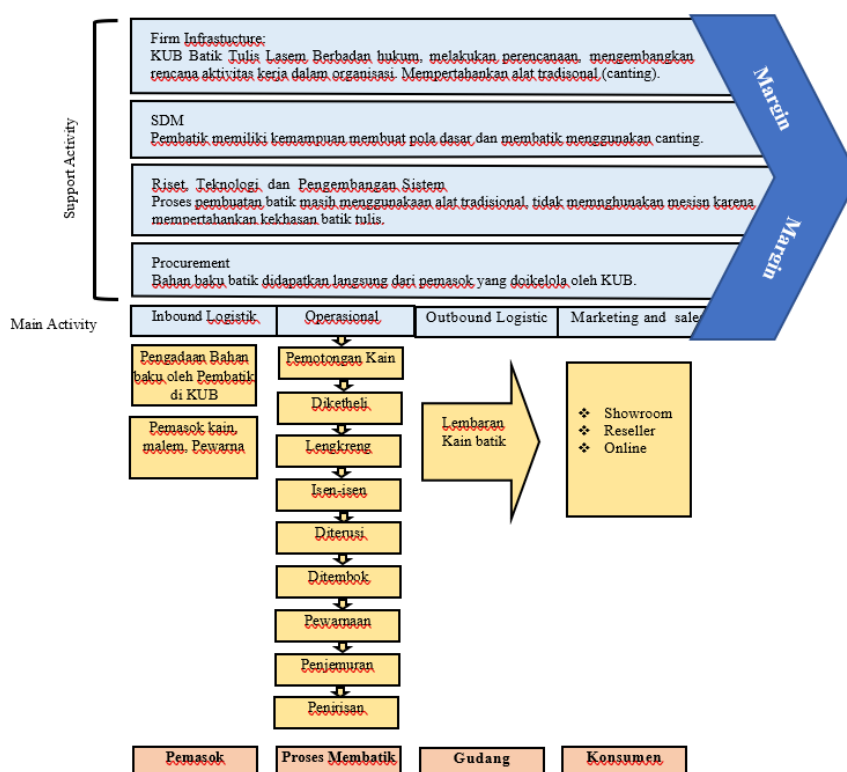 Firm Infrastucture:
KUB Batik Tulis Lasem Berbadan hukum, melakukan perencanaan, mengembangkan
rencana aktivitas kerja dalam organisasi. Mempertahankan alat tradisonal (canting).
SDM
Pembatik memiliki kemampuan membuat pola dasar dan membatik menggunakan canting.
Riset, Teknologi dan Pengembangan Sistem
Proses pembuatan batik masih menggunakaan alat tradisional, tidak memnghunakan mesisn karena
mempertahankan kekhasan batik tulis.
Procurement
Bahan baku batik didapatkan langsung dari pemasok yang doikelola oleh KUB.
Support Activity
Margin
Margin
Main Activity
Inbound Logistik
Operasional
Outbound Logistic
Marketing and sales
Pengadaan Bahan
baku oleh Pembatik
di KUB
Pemasok kain,
malem, Pewarna
Pemotongan Kain
Diketheli
Lengkreng
Isen-isen
Diterusi
Ditembok
Pewarnaan
Penjemuran
Penirisan
Lembaran
Kain batik
❖ Showroom
❖ Reseller
❖ Online
Pemasok
Proses Membatik
Gudang
Konsumen